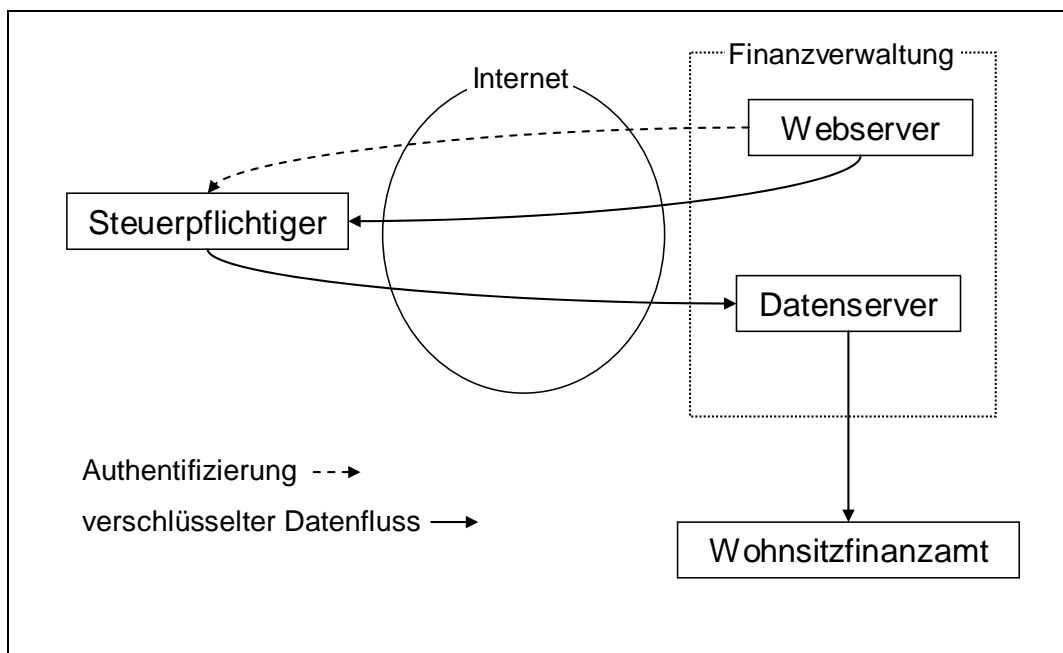 Finanzverwaltung
Internet
Webserver
Steuerpflichtiger
Datenserver
Authentifizierung
verschlüsselter Datenfluss
Wohnsitzfinanzamt